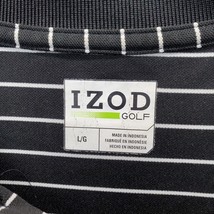 IZOD
GOLF
L/G
MADE IN INDONESIA
FABRIQUÉ EN INDONÉSIE
HECHO EN INDONESIA